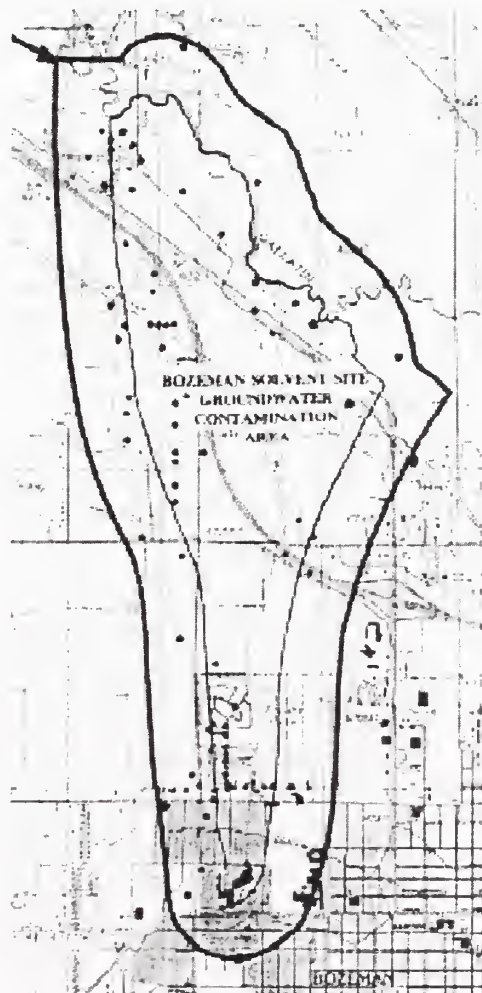 BOZEMAN SOLVENT SITE
GROUNDWATER
CONTAMINATION
AREA
BOZEMAN